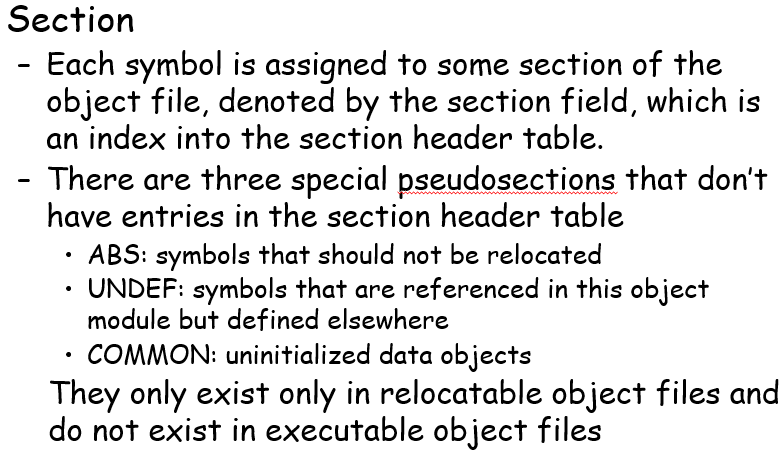 Section
– Each symbol is assigned to some section of the
object file, denoted by the section field, which is
an index into the section header table.
– There are three special pseudosections that don't
have entries in the section header table
• ABS: symbols that should not be relocated
• UNDEF: symbols that are referenced in this object
module but defined elsewhere
• COMMON: uninitialized data objects
They only exist only in relocatable object files and
do not exist in executable object files